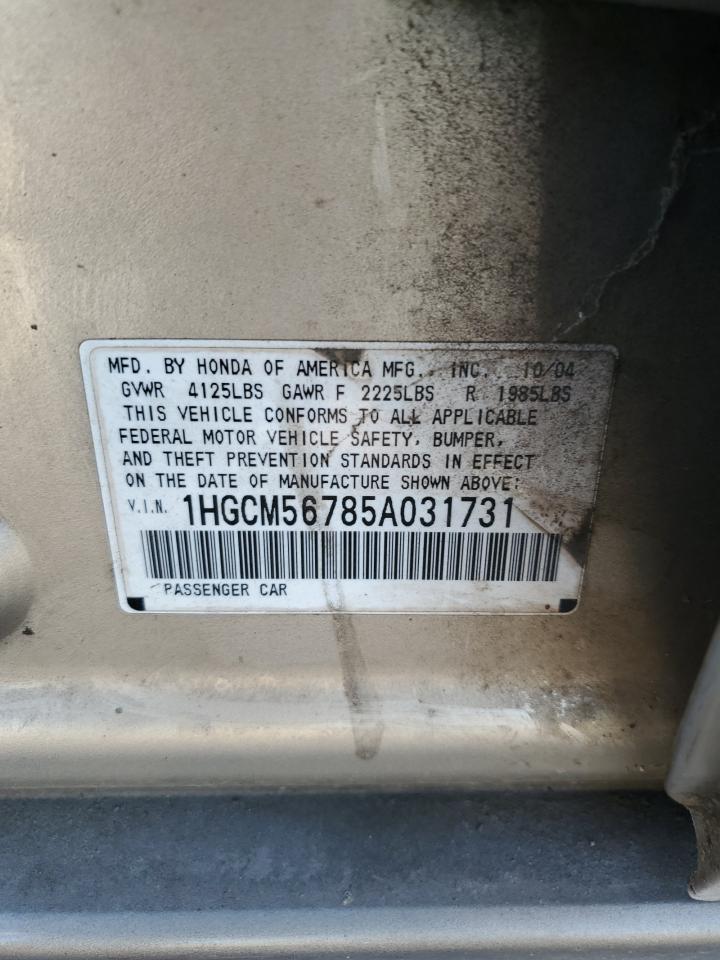 MFD. BY HONDA OF AMERICA MFG., INC. 10/04
GVWR 4125LBS GAWR F 2225LBS R 1985LBS
THIS VEHICLE CONFORMS TO ALL APPLICABLE
FEDERAL MOTOR VEHICLE SAFETY, BUMPER,
AND THEFT PREVENTION STANDARDS IN EFFECT
ON THE DATE OF MANUFACTURE SHOWN ABOVE:
V.I.N. 1HGCM56785A031731
PASSENGER CAR